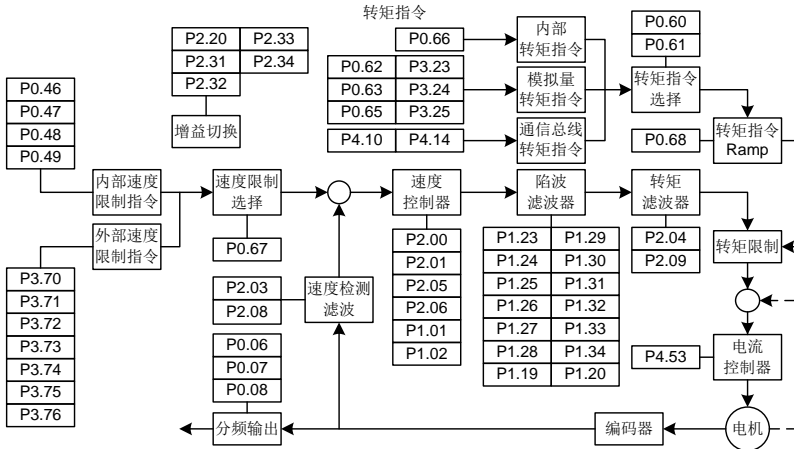 转矩指令
P2.20 P2.33
P2.31 P2.34
P2.32
增益切换
P0.66
内部
转矩指令
P0.62 P3.23
P0.63 P3.24
P0.65 P3.25
模拟量
转矩指令
P4.10 P4.14
通信总线
转矩指令
P0.60
P0.61
转矩指令
选择
P0.68
转矩指令
Ramp
P0.46
P0.47
P0.48
P0.49
内部速度
限制指令
外部速度
限制指令
P3.70
P3.71
P3.72
P3.73
P3.74
P3.75
P3.76
速度限制
选择
P0.67
速度
控制器
P2.00
P2.01
P2.05
P2.06
P1.01
P1.02
陷波
滤波器
P1.23 P1.29
P1.24 P1.30
P1.25 P1.31
P1.26 P1.32
P1.27 P1.33
P1.28 P1.34
P1.19 P1.20
转矩
滤波器
P2.04
P2.09
转矩限制
P2.03
P2.08
速度检测
滤波
P0.06
P0.07
P0.08
分频输出
P4.53
电流
控制器
编码器
电机